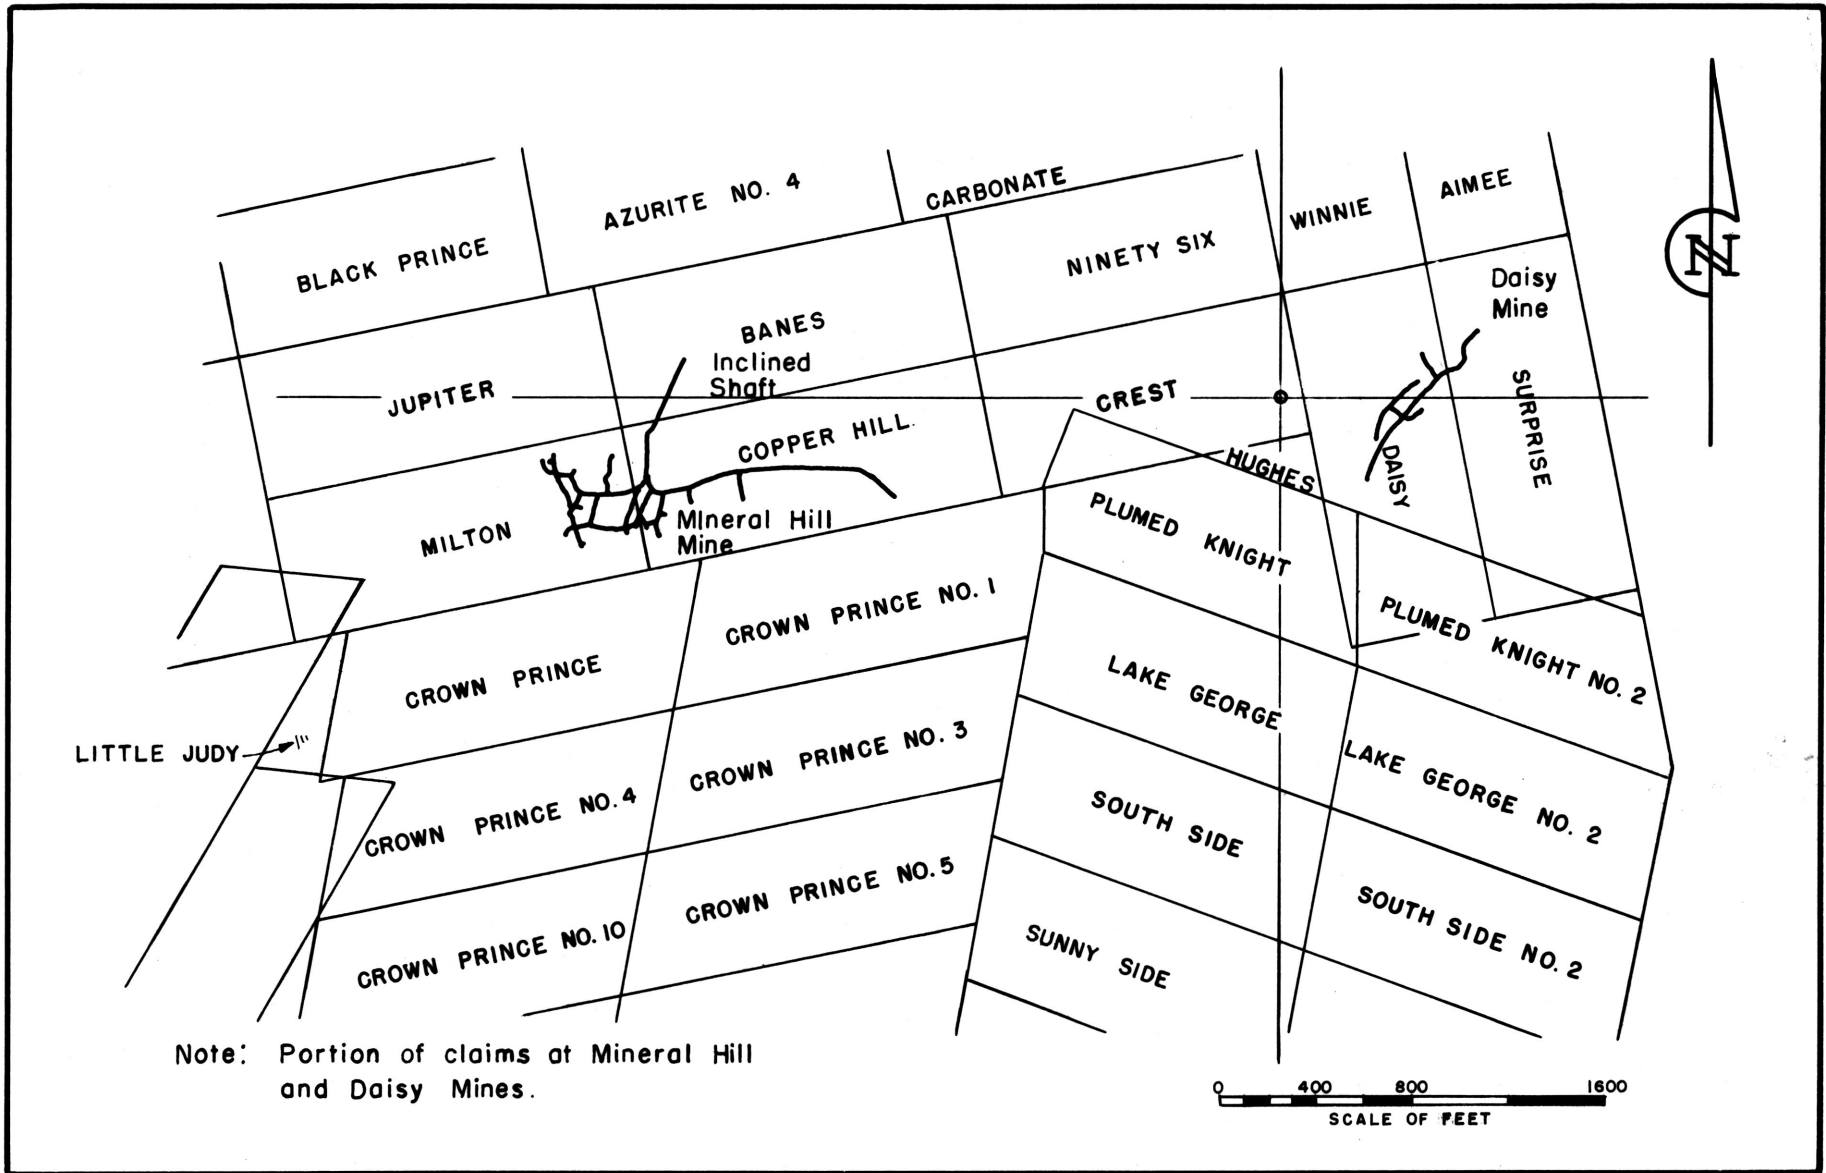 AZURITE NO. 4
CARBONATE
WINNIE
AIMEE
BLACK PRINCE
NINETY SIX
N
Daisy
Mine
BANES
Inclined
Shaft
JUPITER
CREST
SURPRISE
COPPER HILL
HUGHES
DAISY
MILTON
MIneral Hill
Mine
PLUMED KNIGHT
CROWN PRINCE NO. 1
PLUMED KNIGHT NO. 2
CROWN PRINCE
LAKE GEORGE
LITTLE JUDY
CROWN PRINCE NO. 3
LAKE GEORGE NO. 2
CROWN PRINCE NO. 4
SOUTH SIDE
CROWN PRINCE NO. 5
SOUTH SIDE NO. 2
CROWN PRINCE NO. 10
SUNNY SIDE
Note: Portion of claims at Mineral Hill
and Daisy Mines.
0 400 800 1600
SCALE OF FEET